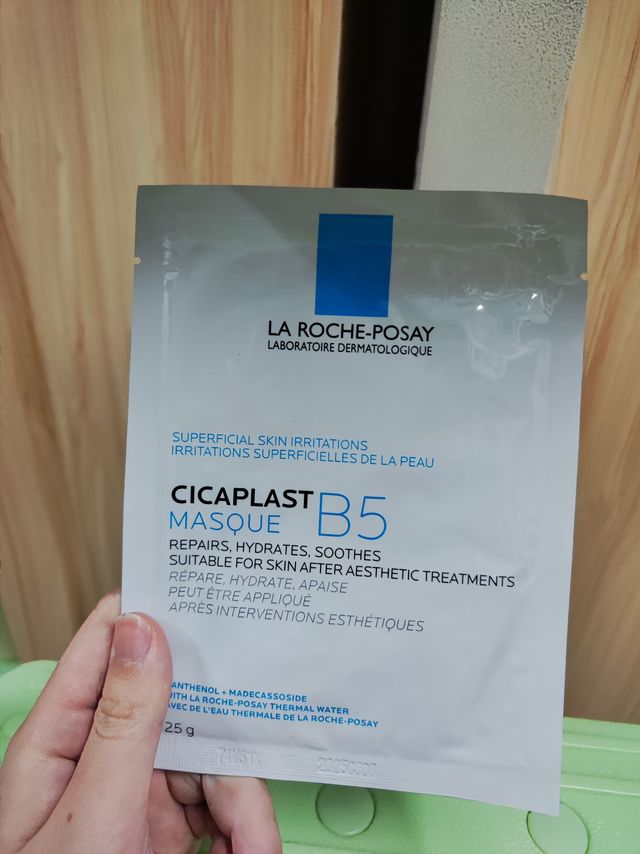 LA ROCHE-POSAY
LABORATOIRE DERMATOLOGIQUE
SUPERFICIAL SKIN IRRITATIONS
IRRITATIONS SUPERFICIELLES DE LA PEAU
CICAPLAST
MASQUE B5
REPAIRS, HYDRATES, SOOTHES
SUITABLE FOR SKIN AFTER AESTHETIC TREATMENTS
RÉPARE, HYDRATE, APAISE
PEUT ÊTRE APPLIQUÉ
APRÈS INTERVENTIONS ESTHÉTIQUES
ANTHENOL + MADECASSOSIDE
WITH LA ROCHE-POSAY THERMAL WATER
AVEC DE L'EAU THERMALE DE LA ROCHE-POSAY
25 g